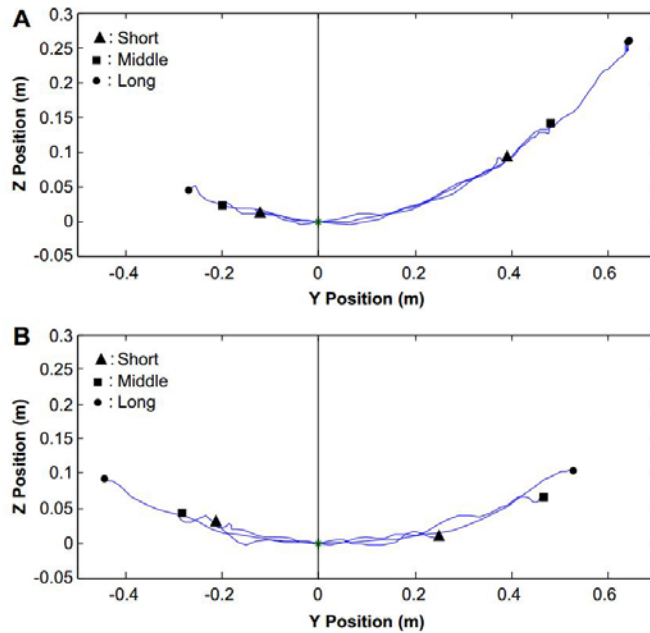 A
0.3
▲: Short
■: Middle
●: Long
0.25
0.2
0.15
0.1
0.05
0
-0.05
Z Position (m)
-0.4 -0.2 0 0.2 0.4 0.6
Y Position (m)
B
0.3
▲: Short
■: Middle
●: Long
0.25
0.2
0.15
0.1
0.05
0
-0.05
Z Position (m)
-0.4 -0.2 0 0.2 0.4 0.6
Y Position (m)